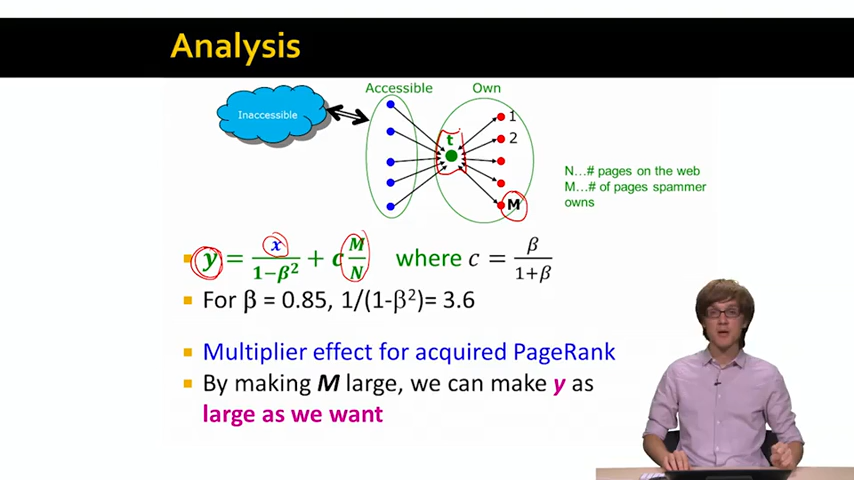 Analysis
Accessible Own
Inaccessible
t
1
2
M
N...# pages on the web
M...# of pages spammer
owns
y = x/(1−β²) + c M/N where c = β/(1+β)
For β = 0.85, 1/(1-β²)= 3.6
Multiplier effect for acquired PageRank
By making M large, we can make y as
large as we want